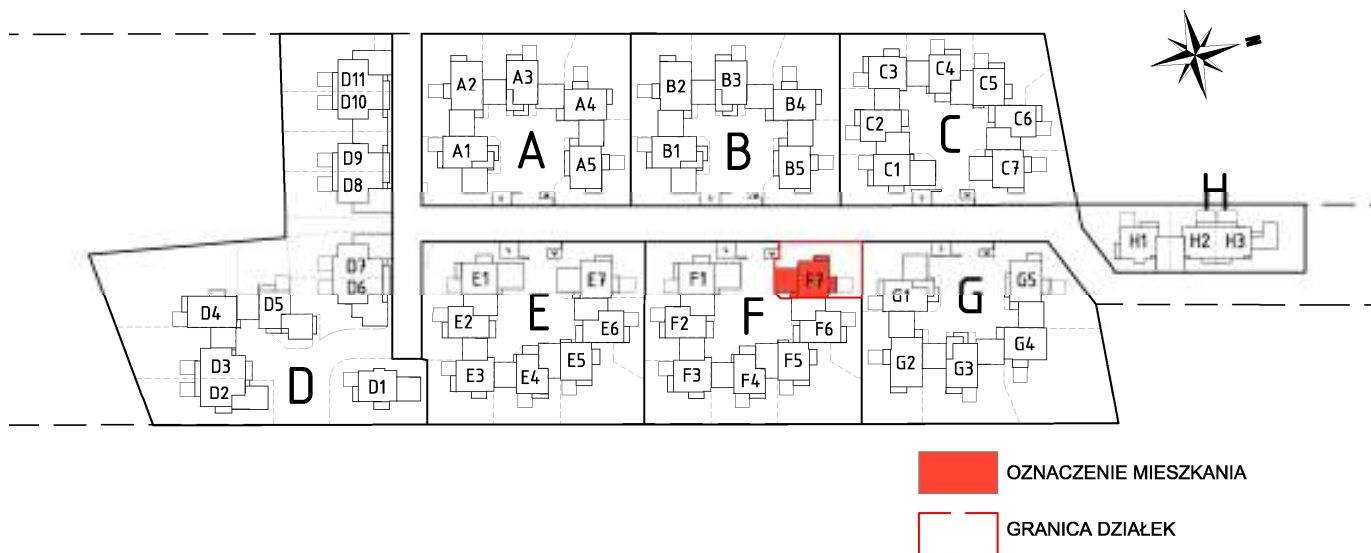 N
D11
D10
D9
D8
D7
D6
D5
D4
D3
D2
D1
D
A1
A2
A3
A4
A5
A
B1
B2
B3
B4
B5
B
C1
C2
C3
C4
C5
C6
C7
C
H
H1
H2
H3
E1
E2
E3
E4
E5
E6
E7
E
F1
F2
F3
F4
F5
F6
F7
F
G1
G2
G3
G4
G5
G
OZNACZENIE MIESZKANIA
GRANICA DZIAŁEK